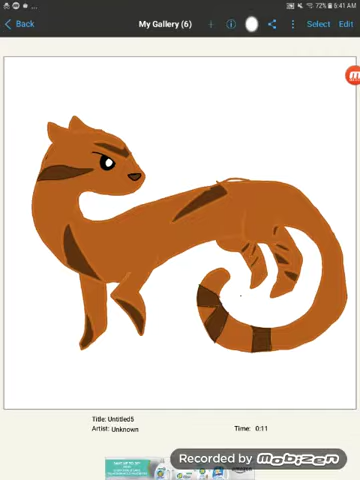 72% 6:41 AM
Back My Gallery (6) Select Edit
Title: Untitled5
Artist: Unknown Time: 0:11
Recorded by mobizen